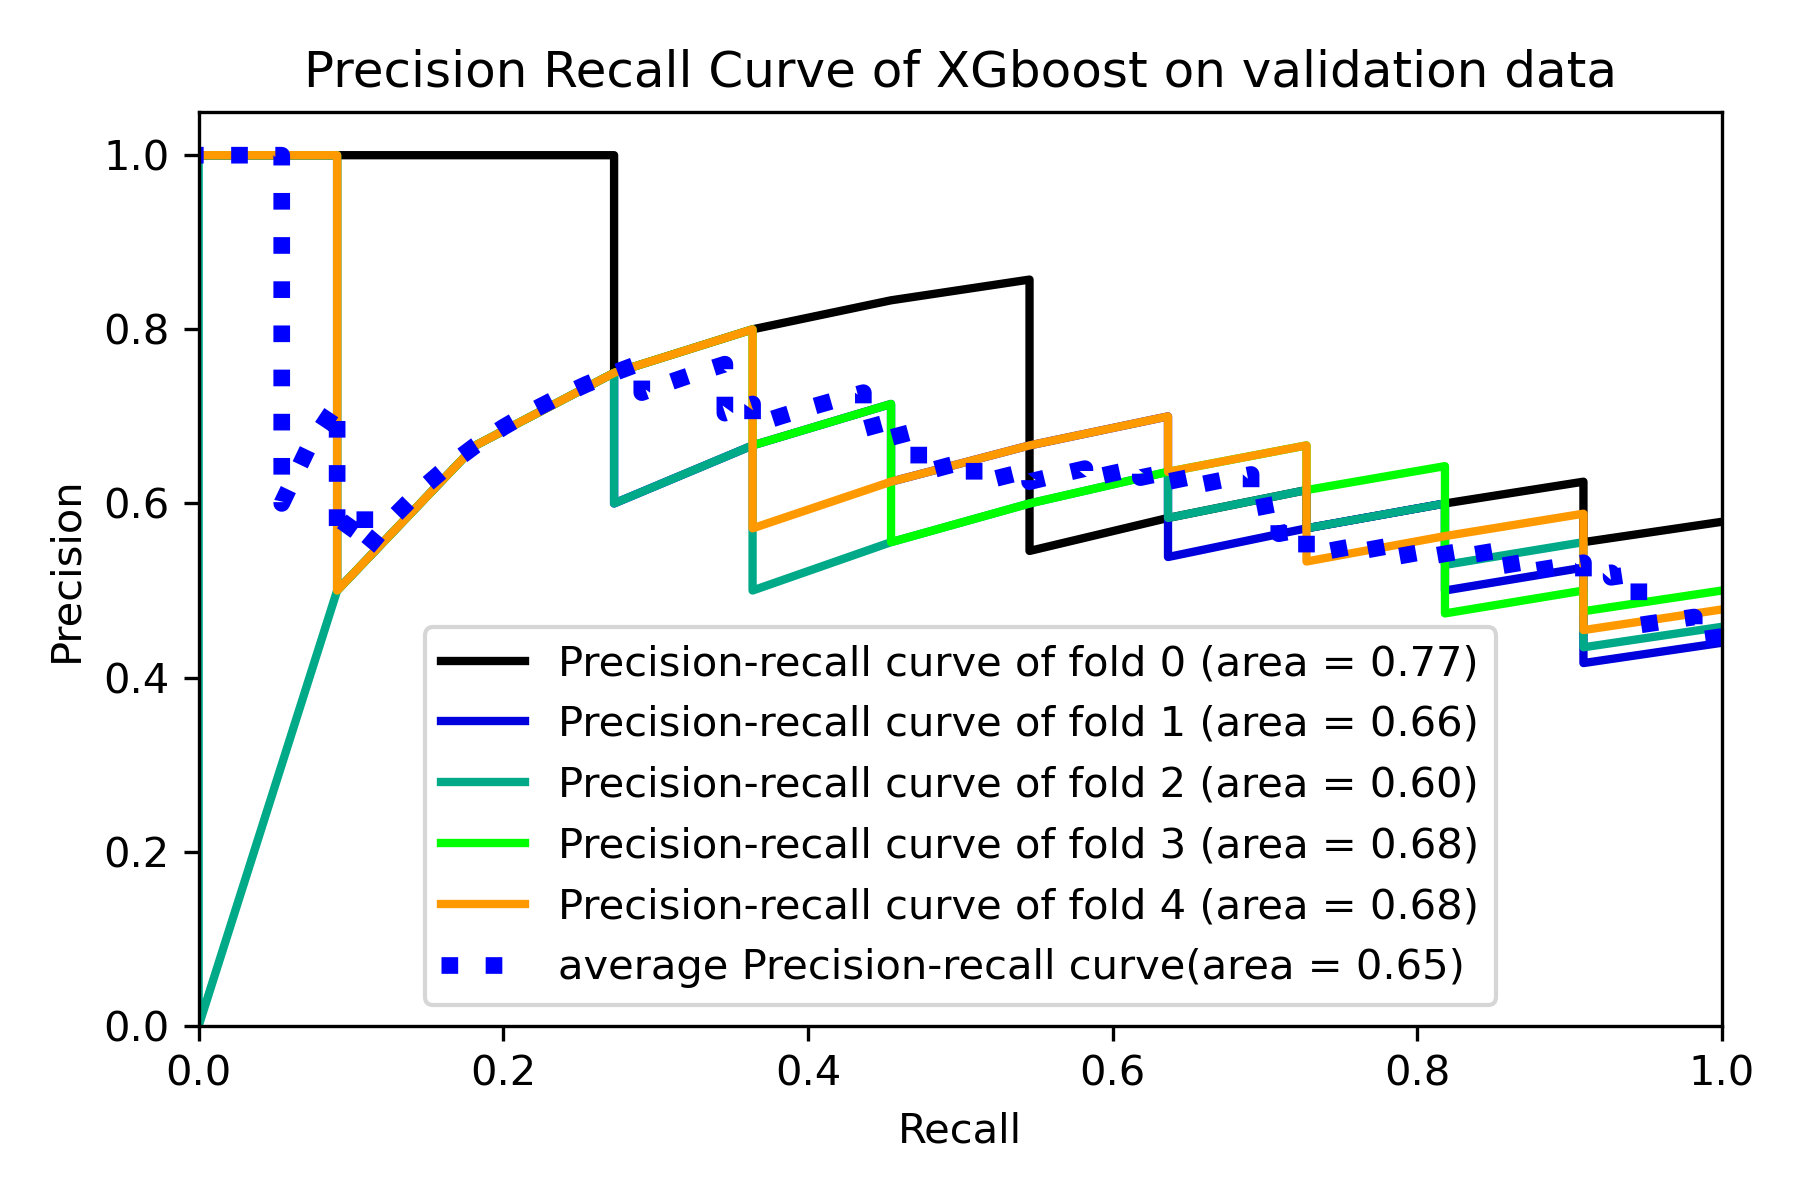 Precision Recall Curve of XGboost on validation data
1.0
0.8
0.6
0.4
0.2
0.0
Precision
Precision-recall curve of fold 0 (area = 0.77)
Precision-recall curve of fold 1 (area = 0.66)
Precision-recall curve of fold 2 (area = 0.60)
Precision-recall curve of fold 3 (area = 0.68)
Precision-recall curve of fold 4 (area = 0.68)
average Precision-recall curve(area = 0.65)
0.0 0.2 0.4 0.6 0.8 1.0
Recall